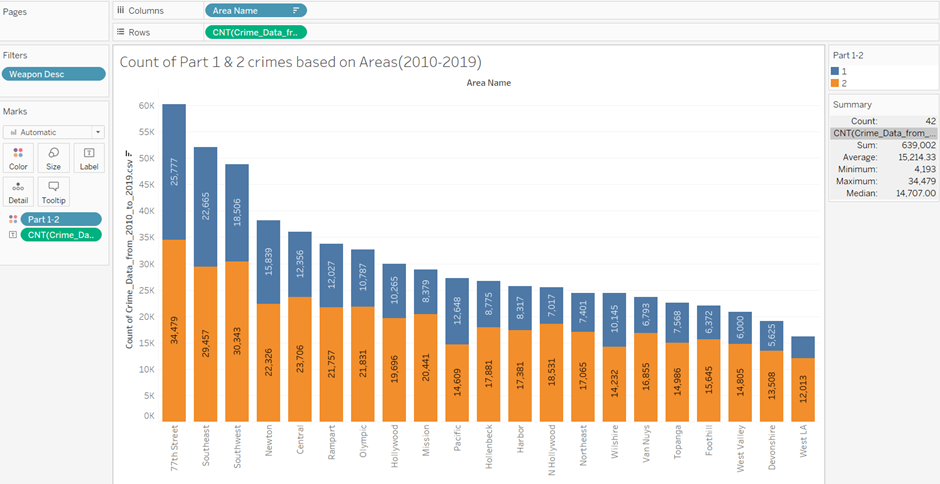 Pages
Columns
Area Name
Rows
CNT(Crime_Data_fr..
Filters
Weapon Desc
Marks
Automatic
Color
Size
Label
Detail
Tooltip
Part 1-2
CNT(Crime_Da..
Count of Part 1 & 2 crimes based on Areas(2010-2019)
Area Name
Count of Crime_Data_from_2010_to_2019.csv
60K
55K
50K
45K
40K
35K
30K
25K
20K
15K
10K
5K
0K
25,777
22,665
18,506
15,839
12,356
12,027
10,787
10,265
8,379
12,648
8,775
8,317
7,017
7,401
10,145
6,793
7,568
6,372
6,000
5,625
34,479
29,457
30,343
22,326
23,706
21,757
21,831
19,696
20,441
14,609
17,881
17,381
18,531
17,065
14,232
16,855
14,986
15,645
14,805
13,508
12,013
77th Street
Southeast
Southwest
Newton
Central
Rampart
Olympic
Hollywood
Mission
Pacific
Hollenbeck
Harbor
N Hollywood
Northeast
Wilshire
Van Nuys
Topanga
Foothill
West Valley
Devonshire
West LA
Part 1-2
1
2
Summary
Count: 42
CNT(Crime_Data_from_...
Sum: 639,002
Average: 15,214.33
Minimum: 4,193
Maximum: 34,479
Median: 14,707.00